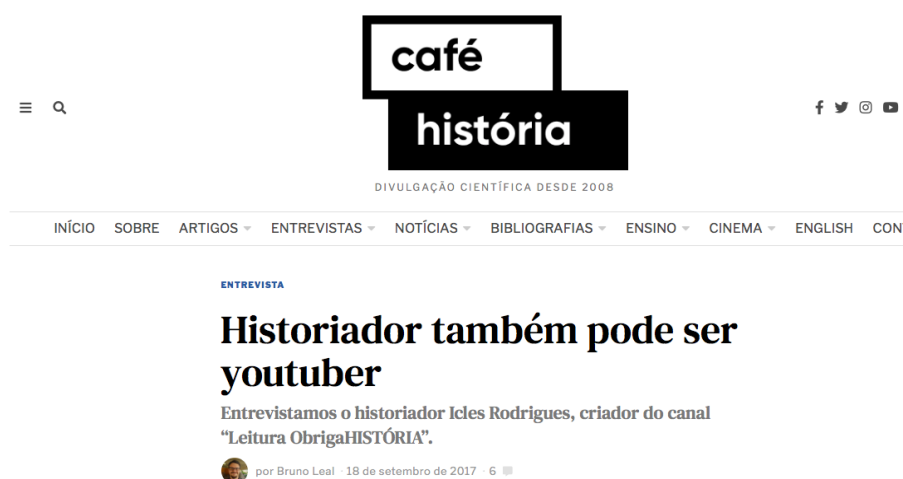 café
história
DIVULGAÇÃO CIENTÍFICA DESDE 2008
INÍCIO SOBRE ARTIGOS ENTREVISTAS NOTÍCIAS BIBLIOGRAFIAS ENSINO CINEMA ENGLISH CON
ENTREVISTA
Historiador também pode ser
youtuber
Entrevistamos o historiador Icles Rodrigues, criador do canal
“Leitura ObrigaHISTÓRIA”.
por Bruno Leal · 18 de setembro de 2017 · 6